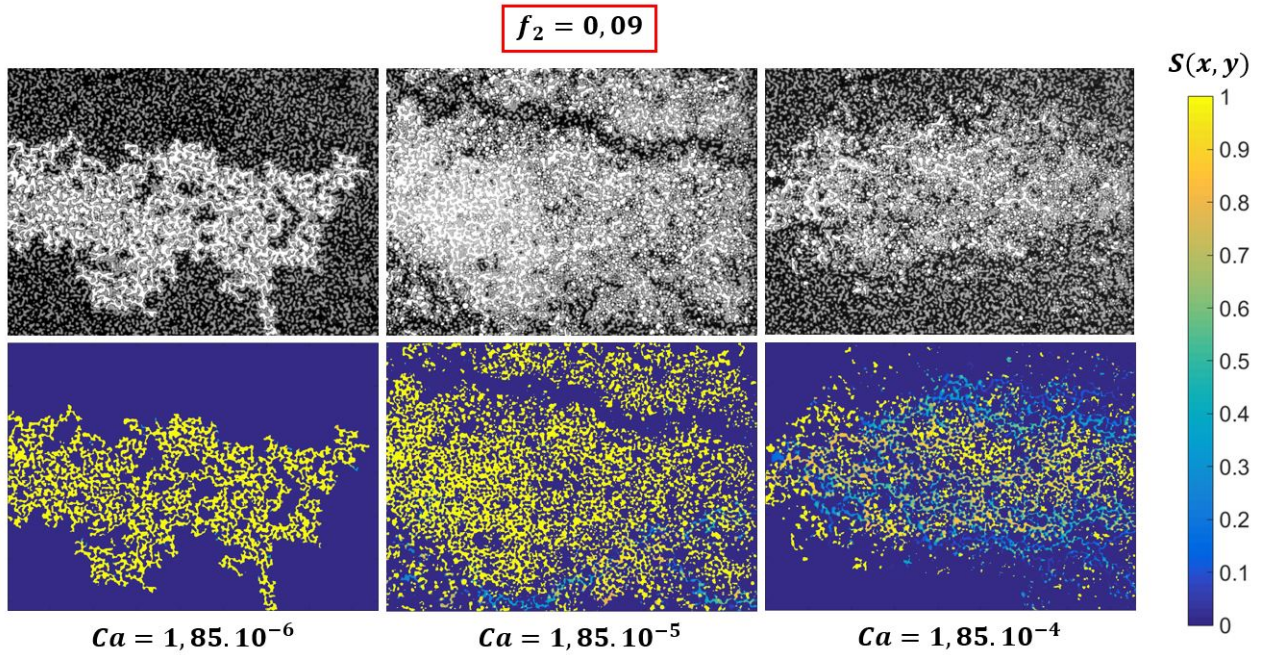 f₂ = 0,09
S(x, y)
1
0.9
0.8
0.7
0.6
0.5
0.4
0.3
0.2
0.1
0
Ca = 1,85.10⁻⁶
Ca = 1,85.10⁻⁵
Ca = 1,85.10⁻⁴